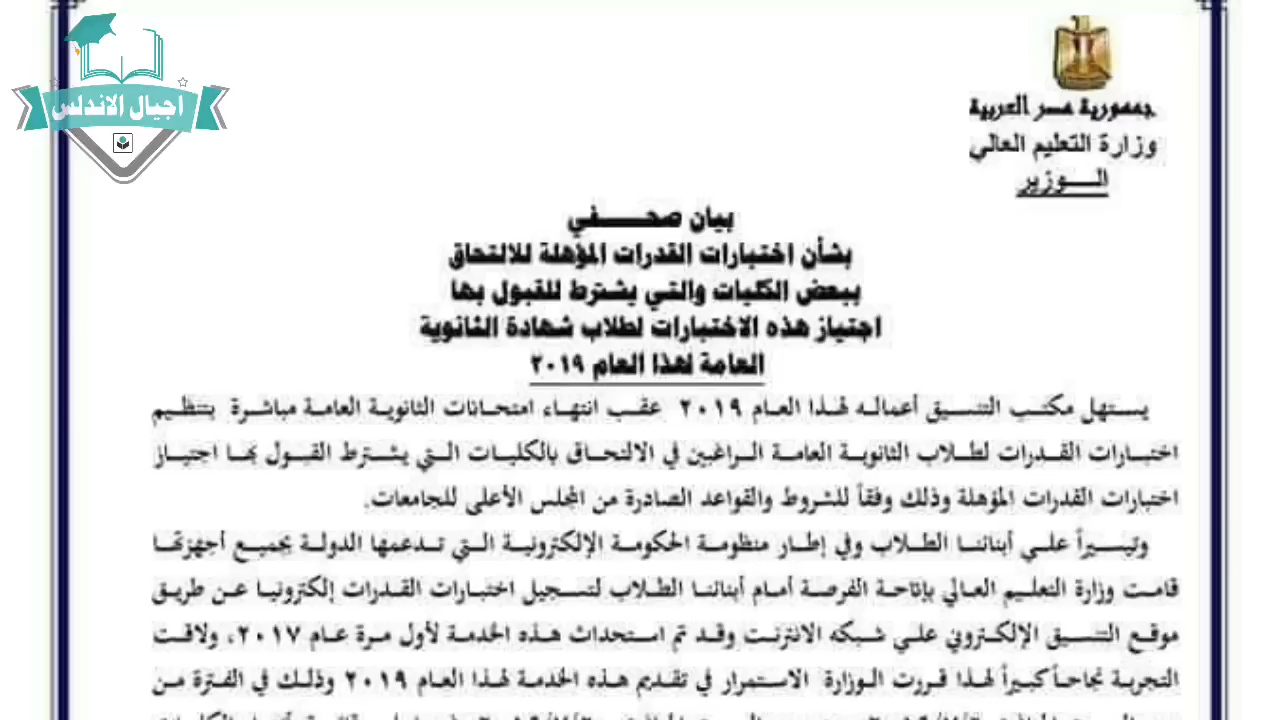 اجيال الاندلس
جمهورية مصر العربية
وزارة التعليم العالي
الـــوزير
بيان صحــــفي
بشأن اختبارات القدرات المؤهلة للالتحاق
ببعض الكليات والتي يشترط للقبول بها
اجتياز هذه الاختبارات لطلاب شهادة الثانوية
العامة لهذا العام ٢٠١٩
يستهل مكتب التنسيق أعماله لهذا العام ٢٠١٩ عقب انتهاء امتحانات الثانوية العامة مباشرة بتنظيم
اختبارات القدرات لطلاب الثانوية العامة الراغبين في الالتحاق بالكليات التي يشترط القبول بها اجتياز
اختبارات القدرات المؤهلة وذلك وفقاً للشروط والقواعد الصادرة من المجلس الأعلى للجامعات.
وتيسيراً علي أبنائنا الطلاب وفي إطار منظومة الحكومة الإلكترونية التي تدعمها الدولة بجميع أجهزتها
قامت وزارة التعليم العالي بإتاحة الفرصة أمام أبنائنا الطلاب لتسجيل اختبارات القدرات إلكترونيا عن طريق
موقع التنسيق الإلكتروني علي شبكه الانترنت وقد تم استحداث هذه الخدمة لأول مرة عام ٢٠١٧، ولاقت
التجربة نجاحاً كبيراً لهذا قررت الوزارة الاستمرار في تقديم هذه الخدمة لهذا العام ٢٠١٩ وذلك في الفترة من